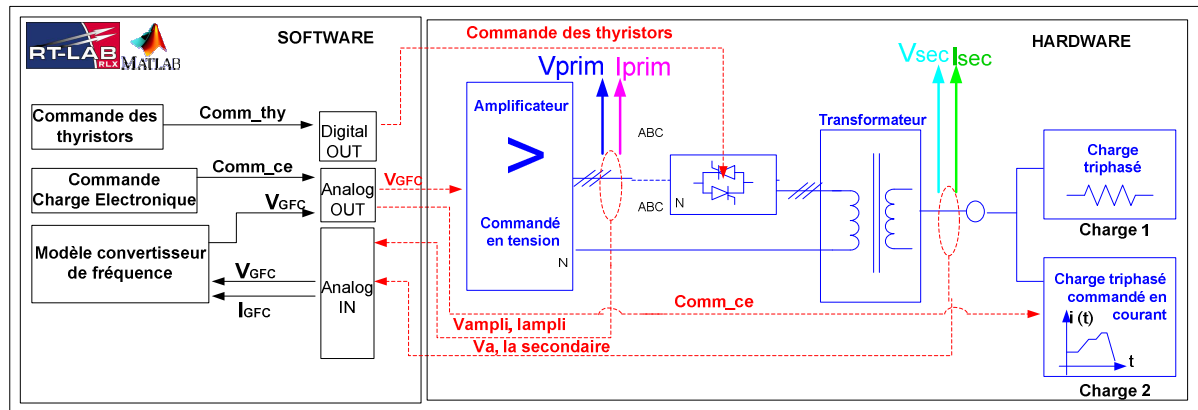 RT-LAB
RLX
MATLAB
SOFTWARE
Commande des
thyristors
Comm_thy
Digital
OUT
Commande
Charge Electronique
Comm_ce
Analog
OUT
VGFC
Modèle convertisseur
de fréquence
VGFC
IGFC
Analog
IN
HARDWARE
Commande des thyristors
VGFC
Amplificateur
>
Commandé
en tension
N
Vprim
Iprim
ABC
ABC
N
Transformateur
Vsec
Isec
Charge
triphasé
Charge 1
Charge triphasé
commandé en
courant
i (t)
t
Charge 2
Comm_ce
Vampli, Iampli
Va, la secondaire